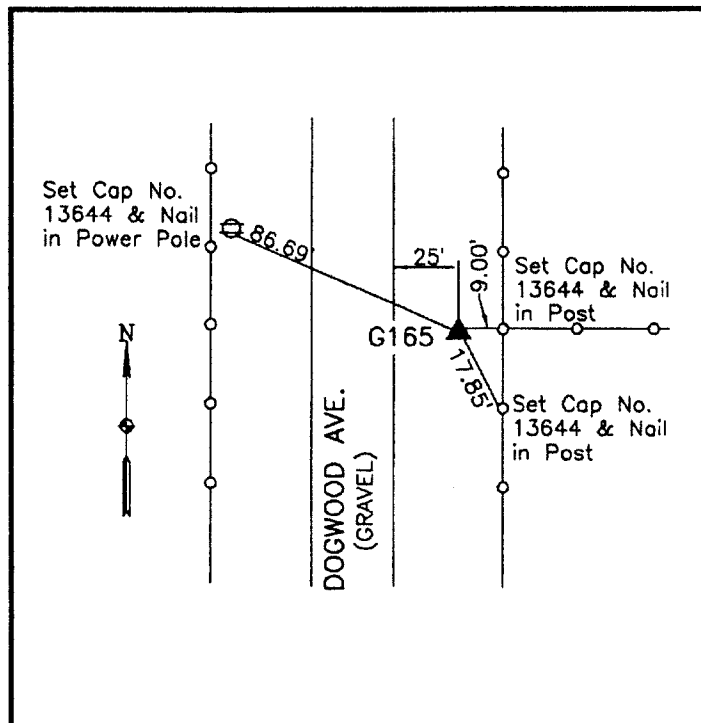 Set Cap No.
13644 & Nail
in Power Pole
86.69'
25'
9.00'
Set Cap No.
13644 & Nail
in Post
G165
17.85'
N
Set Cap No.
13644 & Nail
in Post
DOGWOOD AVE.
(GRAVEL)